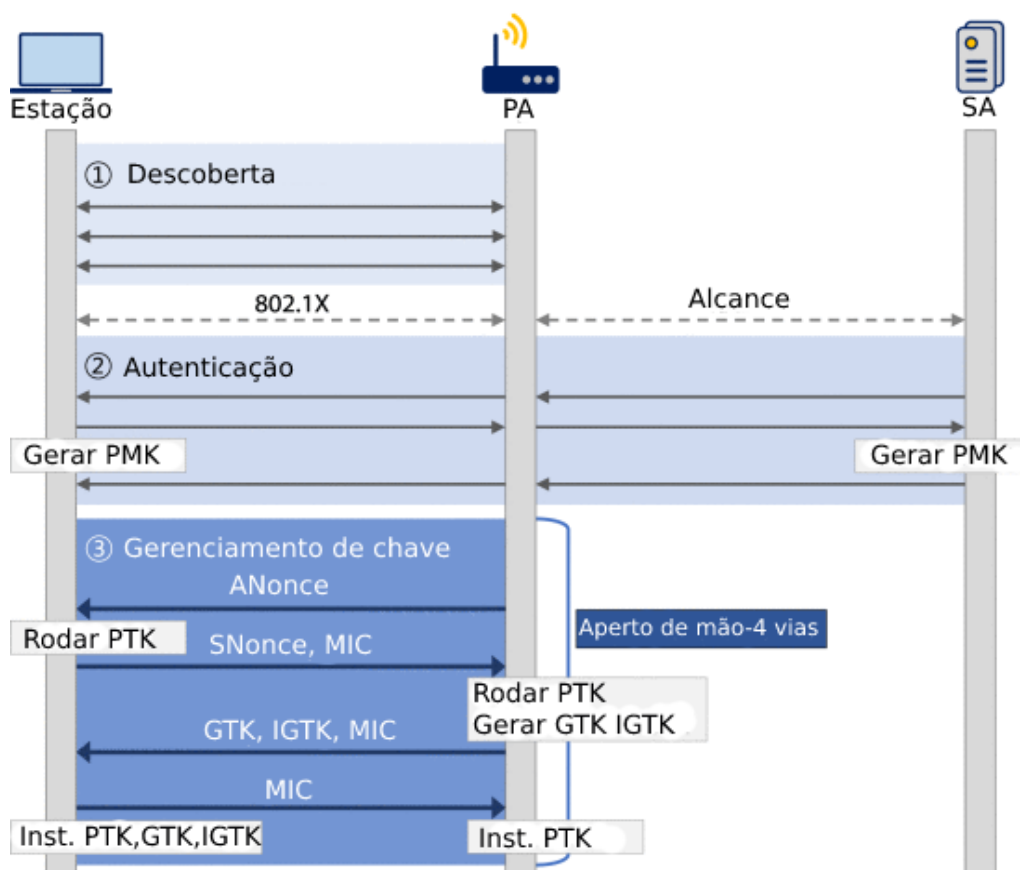 Estação
PA
SA
① Descoberta
802.1X
Alcance
② Autenticação
Gerar PMK
Gerar PMK
③ Gerenciamento de chave
ANonce
Aperto de mão-4 vias
Rodar PTK
SNonce, MIC
Rodar PTK
Gerar GTK IGTK
GTK, IGTK, MIC
MIC
Inst. PTK,GTK,IGTK
Inst. PTK